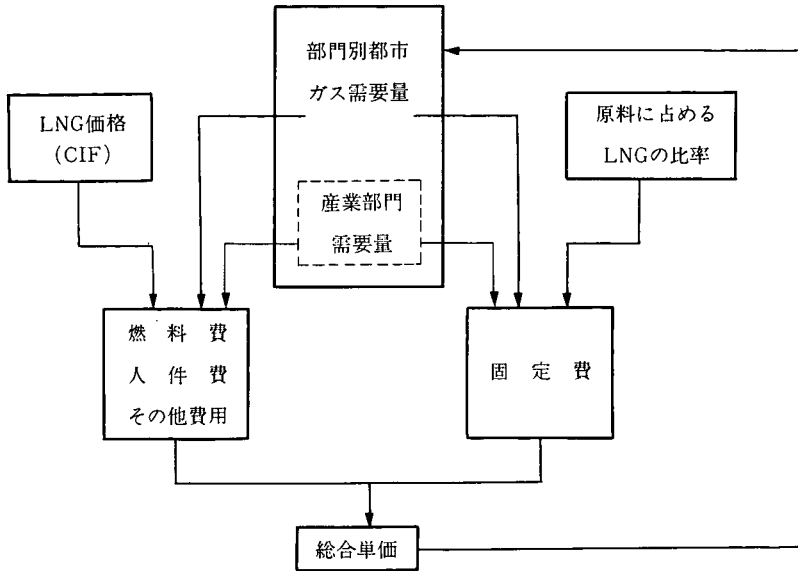 部門別都市
ガス需要量
LNG価格
(CIF)
原料に占める
LNGの比率
産業部門
需要量
燃料費
人件費
その他費用
固定費
総合単価